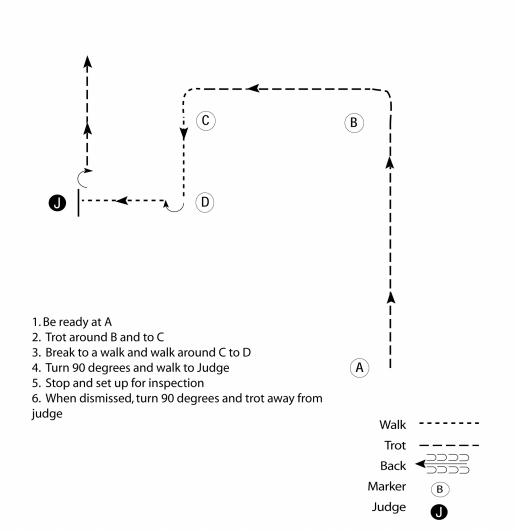 C
B
J
D
A
1. Be ready at A
2. Trot around B and to C
3. Break to a walk and walk around C to D
4. Turn 90 degrees and walk to Judge
5. Stop and set up for inspection
6. When dismissed, turn 90 degrees and trot away from
judge
Walk
Trot
Back
Marker B
Judge J